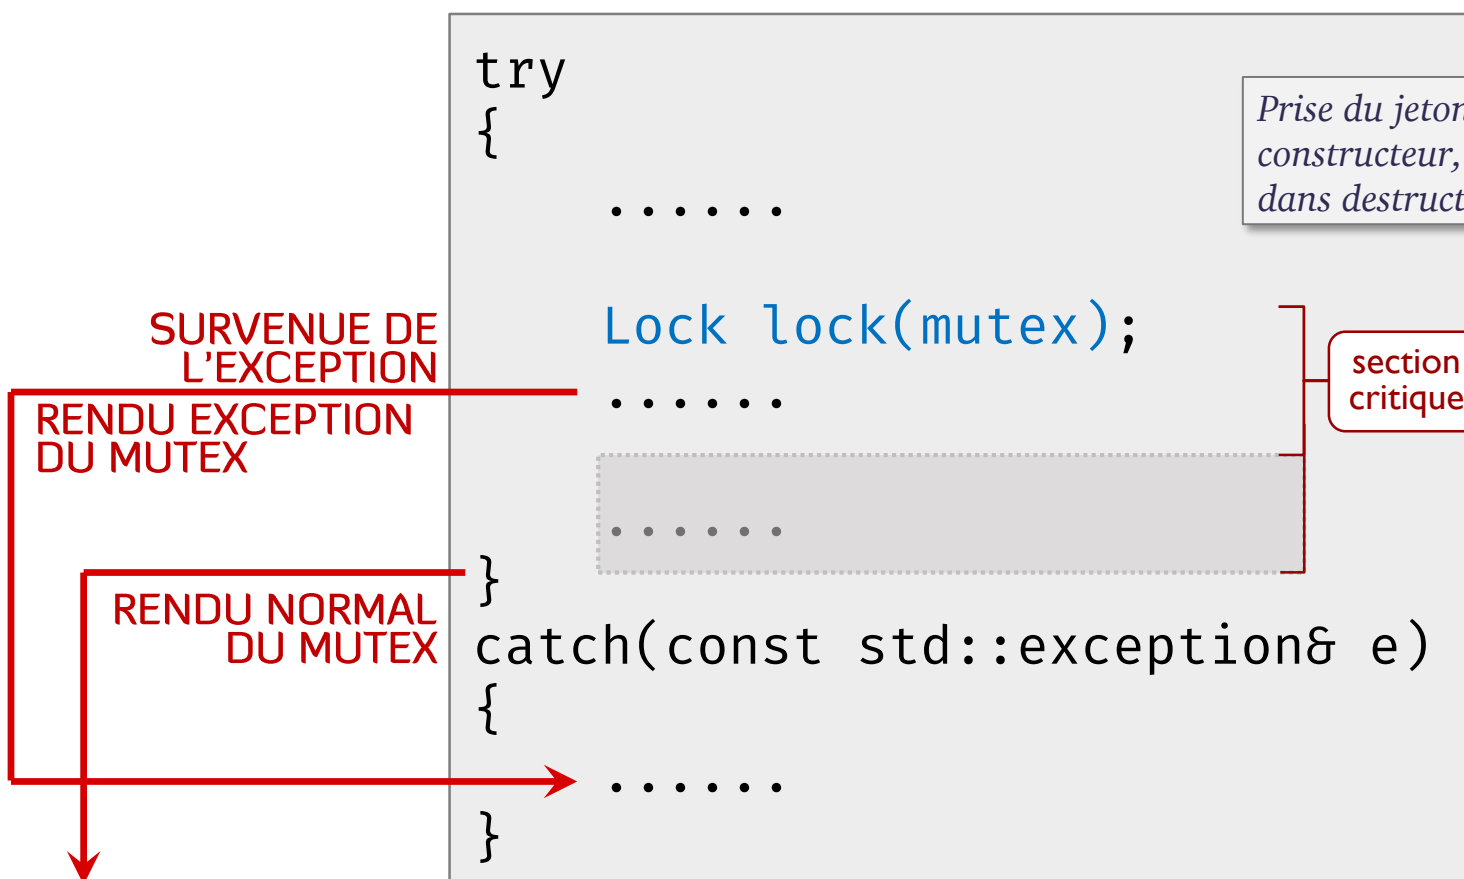 try
{
Prise du jeton
constructeur,
dans
......
SURVENUE DE
L'EXCEPTION
Lock lock(mutex);
section
critique
......
RENDU EXCEPTION
DU MUTEX
......
}
RENDU NORMAL
DU MUTEX
catch(const std::exception& e)
{
......
}